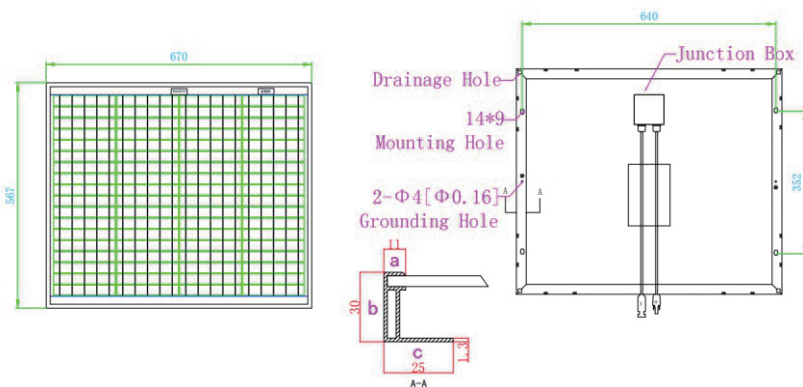 670
567
640
Junction Box
Drainage Hole
14*9
Mounting Hole
2-Φ4[Φ0.16]
Grounding Hole
A
A
352
11
a
b
30
c
25
1.3
A-A